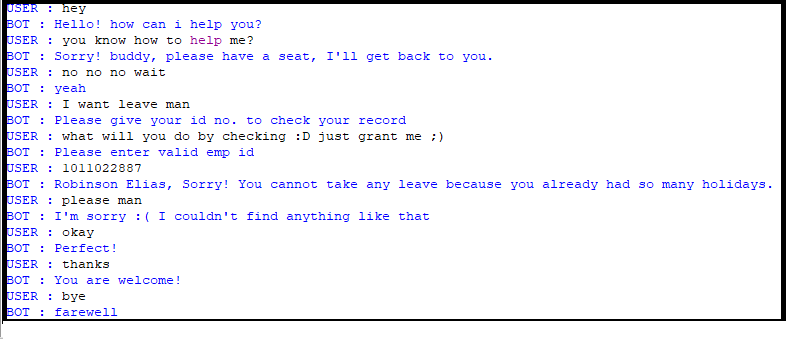 USER : hey
BOT : Hello! how can i help you?
USER : you know how to help me?
BOT : Sorry! buddy, please have a seat, I'll get back to you.
USER : no no no wait
BOT : yeah
USER : I want leave man
BOT : Please give your id no. to check your record
USER : what will you do by checking :D just grant me ;)
BOT : Please enter valid emp id
USER : 1011022887
BOT : Robinson Elias, Sorry! You cannot take any leave because you already had so many holidays.
USER : please man
BOT : I'm sorry :( I couldn't find anything like that
USER : okay
BOT : Perfect!
USER : thanks
BOT : You are welcome!
USER : bye
BOT : farewell